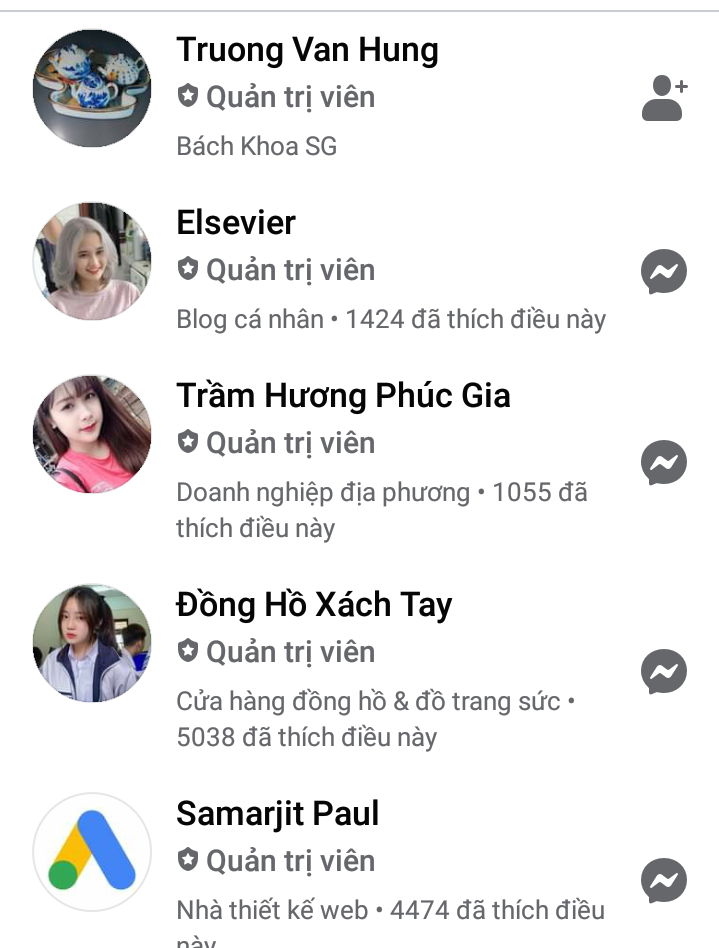 Truong Van Hung
Quản trị viên
Bách Khoa SG
Elsevier
Quản trị viên
Blog cá nhân • 1424 đã thích điều này
Trầm Hương Phúc Gia
Quản trị viên
Doanh nghiệp địa phương • 1055 đã
thích điều này
Đồng Hồ Xách Tay
Quản trị viên
Cửa hàng đồng hồ & đồ trang sức •
5038 đã thích điều này
Samarjit Paul
Quản trị viên
Nhà thiết kế web • 4474 đã thích điều
này